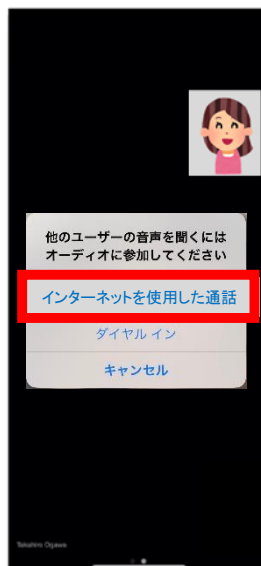 他のユーザーの音声を聞くには
オーディオに参加してください
インターネットを使用した通話
ダイヤル イン
キャンセル
Takahiro Ogawa